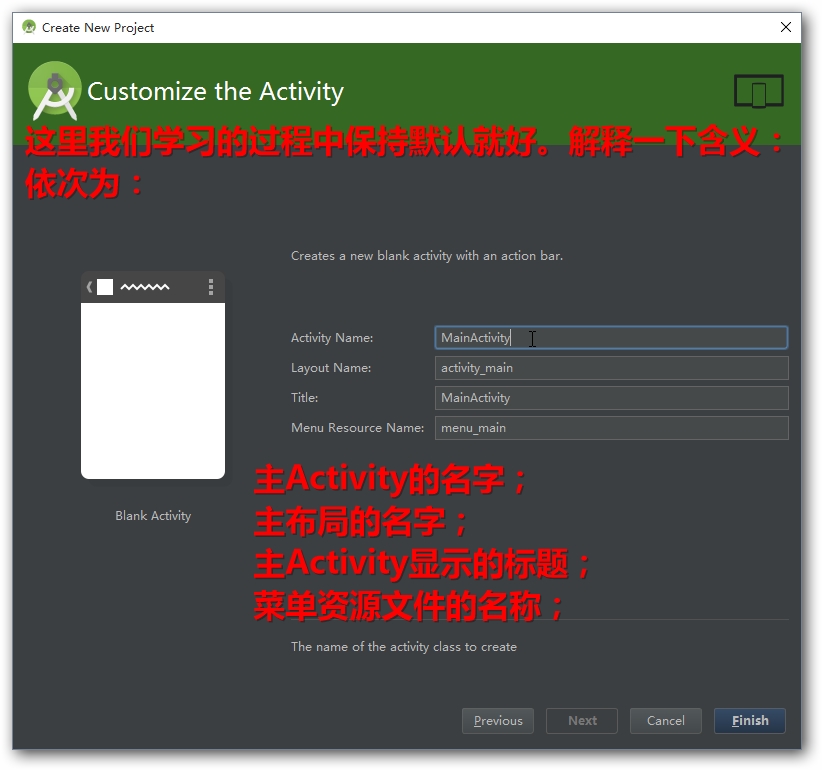 Create New Project
Customize the Activity
这里我们学习的过程中保持默认就好。解释一下含义：
依次为：
Creates a new blank activity with an action bar.
Activity Name: MainActivity
Layout Name: activity_main
Title: MainActivity
Menu Resource Name: menu_main
主Activity的名字；
Blank Activity
主布局的名字；
主Activity显示的标题；
菜单资源文件的名称；
The name of the activity class to create
Previous Next Cancel Finish